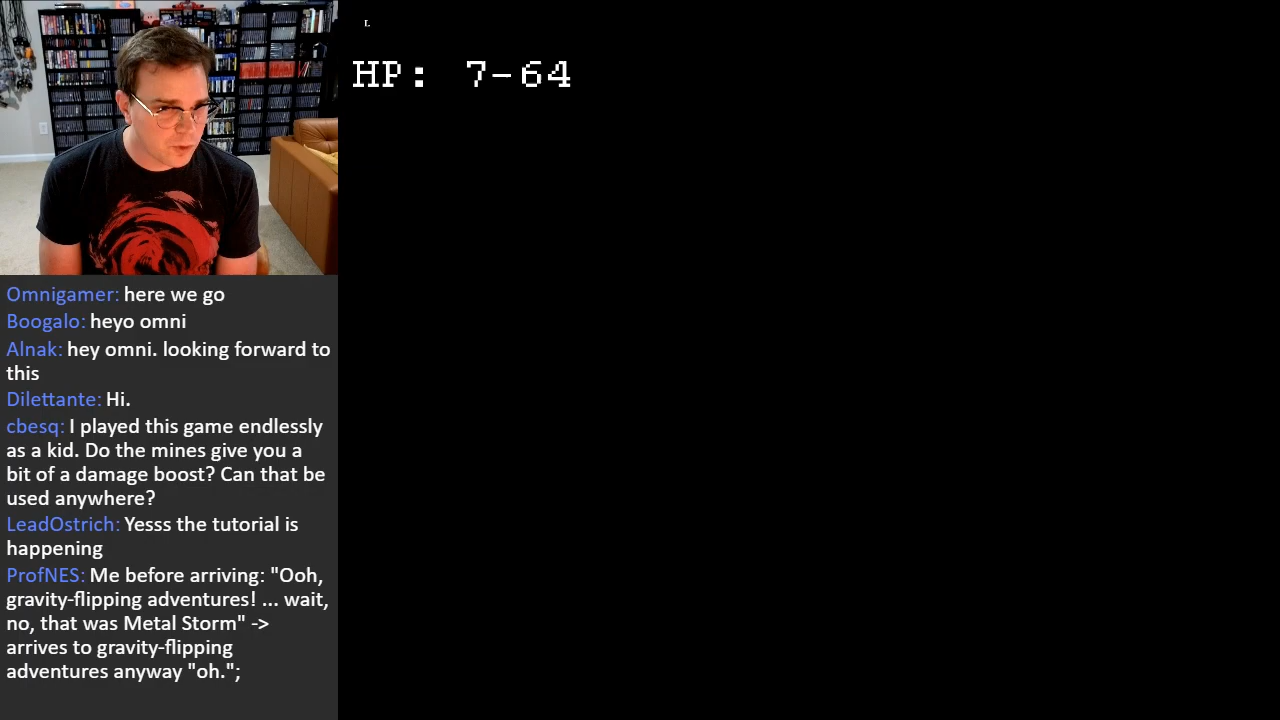 L
HP: 7-64
Omnigamer: here we go
Boogalo: heyo omni
Alnak: hey omni. looking forward to
this
Dilettante: Hi.
cbesq: I played this game endlessly
as a kid. Do the mines give you a
bit of a damage boost? Can that be
used anywhere?
LeadOstrich: Yesss the tutorial is
happening
ProfNES: Me before arriving: "Ooh,
gravity-flipping adventures! ... wait,
no, that was Metal Storm" ->
arrives to gravity-flipping
adventures anyway "oh.";